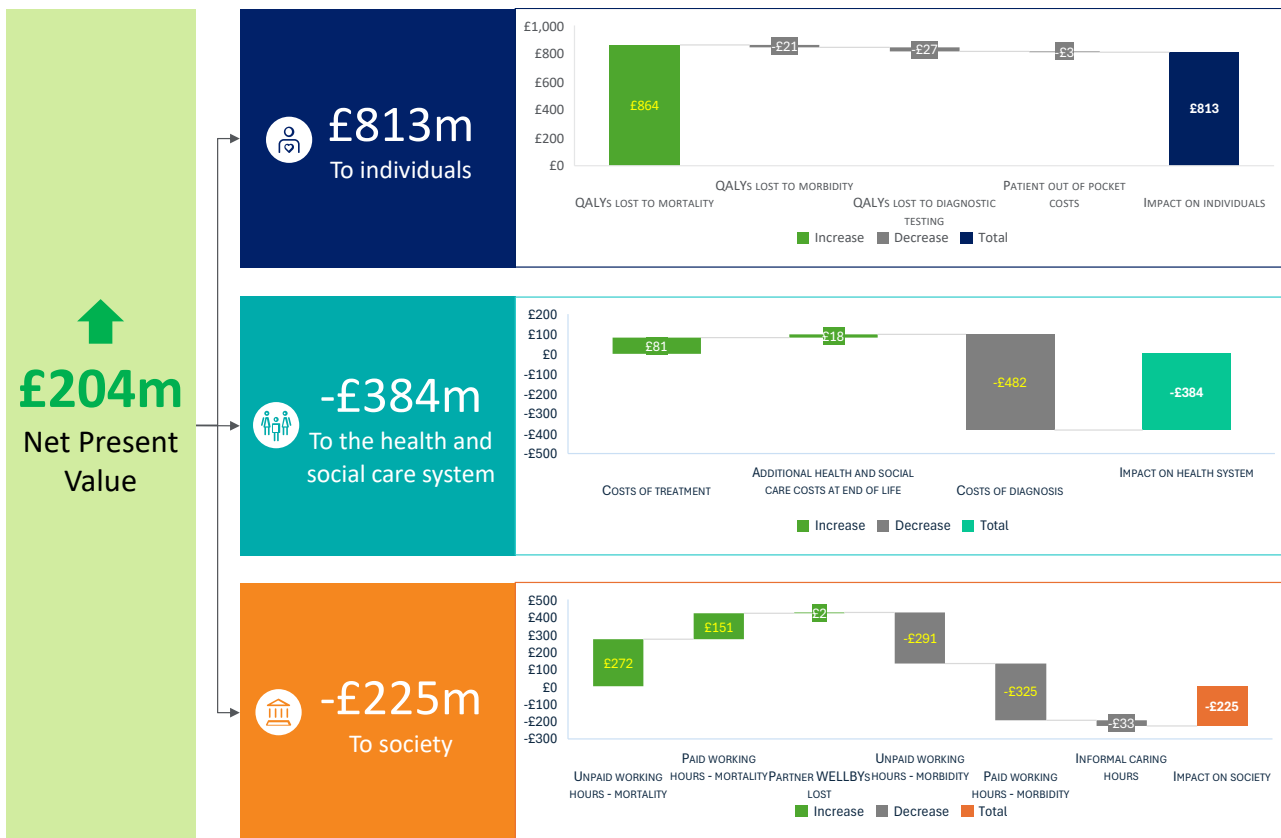 £204m
Net Present
Value
£813m
To individuals
£1,000
£800
£600
£400
£200
£0
£864
-£21
-£27
-£3
£813
QALYs LOST TO MORTALITY
QALYs LOST TO MORBIDITY
QALYs LOST TO DIAGNOSTIC
TESTING
PATIENT OUT OF POCKET
COSTS
IMPACT ON INDIVIDUALS
Increase Decrease Total
-£384m
To the health and
social care system
£200
£100
£0
-£100
-£200
-£300
-£400
-£500
£81
£18
-£482
-£384
COSTS OF TREATMENT
ADDITIONAL HEALTH AND SOCIAL
CARE COSTS AT END OF LIFE
COSTS OF DIAGNOSIS
IMPACT ON HEALTH SYSTEM
Increase Decrease Total
-£225m
To society
£500
£400
£300
£200
£100
£0
-£100
-£200
-£300
£272
£151
£2
-£291
-£325
-£33
-£225
UNPAID WORKING
HOURS - MORTALITY
PAID WORKING
HOURS - MORTALITY
PARTNER WELLBYs
LOST
UNPAID WORKING
HOURS - MORBIDITY
PAID WORKING
HOURS - MORBIDITY
INFORMAL CARING
HOURS
IMPACT ON SOCIETY
Increase Decrease Total